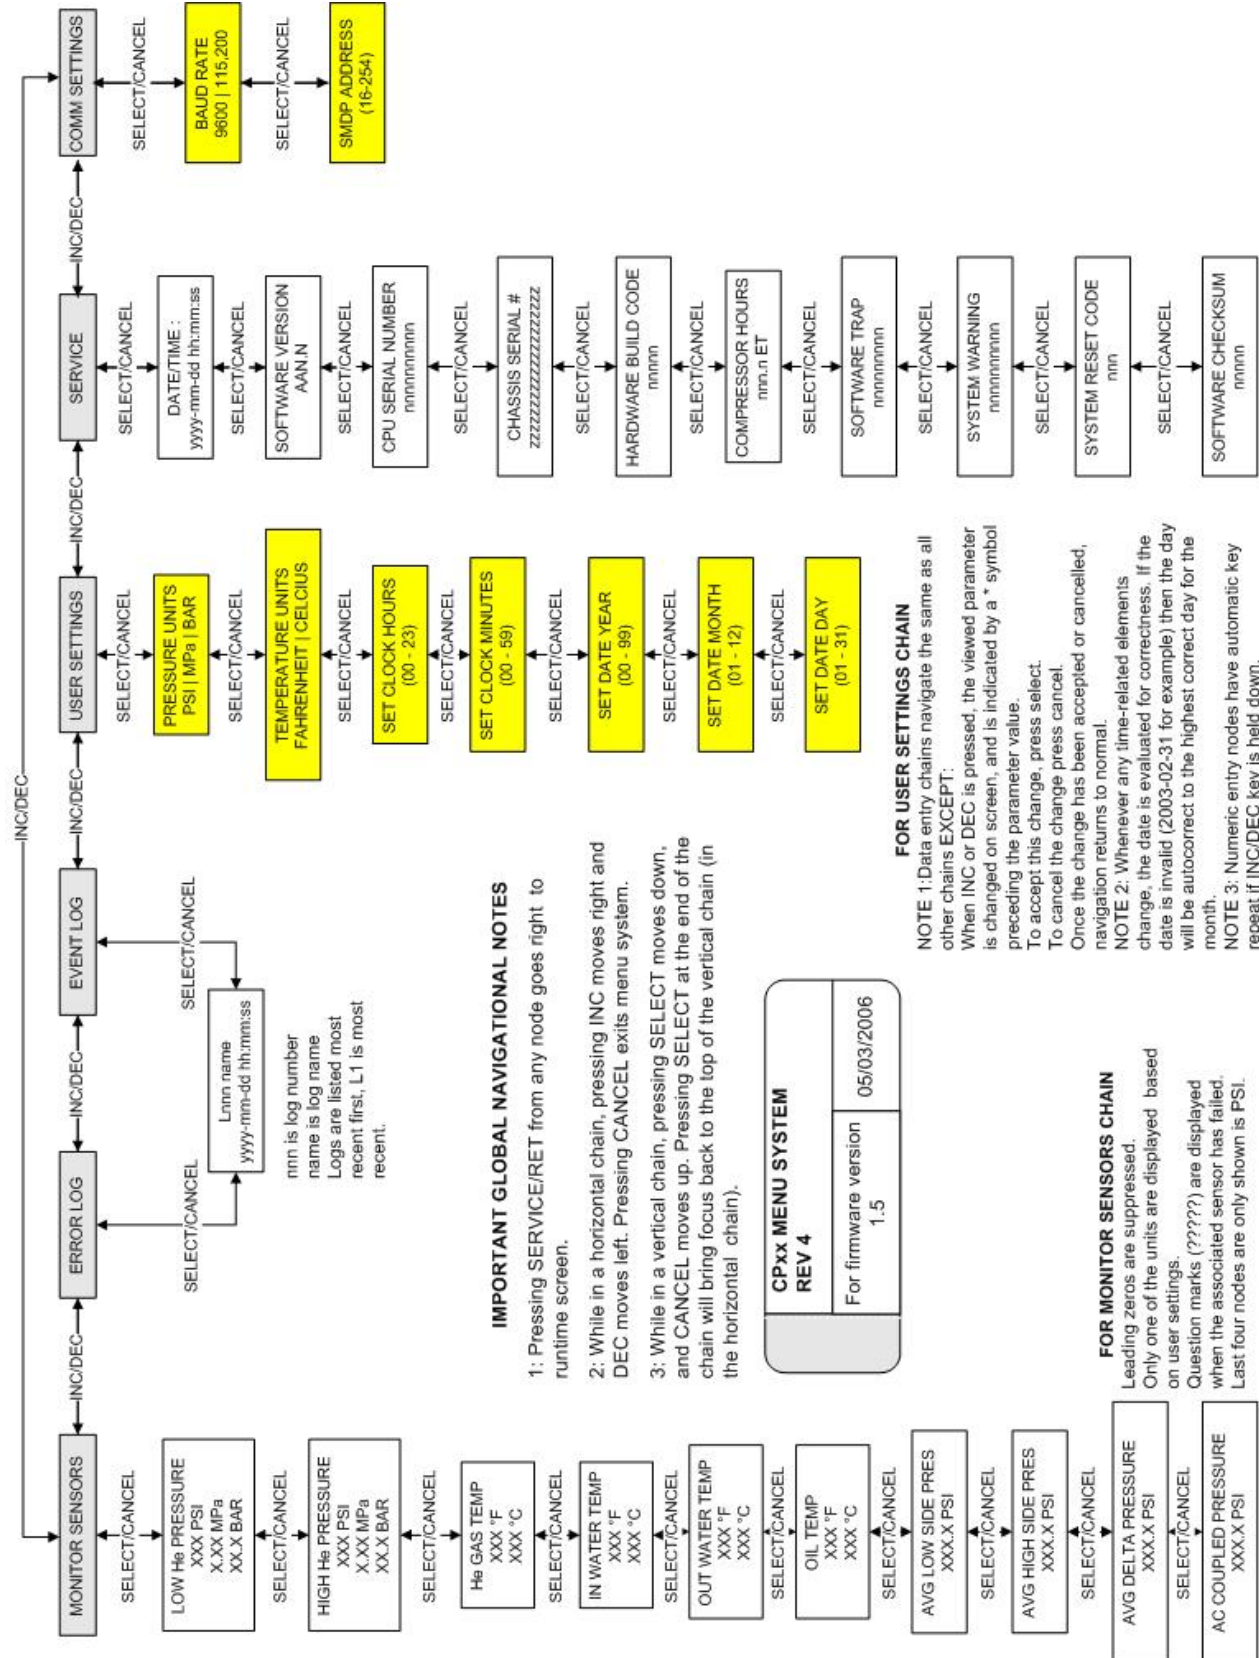 INC/DEC
MONITOR SENSORS
INC/DEC
ERROR LOG
INC/DEC
EVENT LOG
INC/DEC
USER SETTINGS
INC/DEC
SERVICE
INC/DEC
COMM SETTINGS
SELECT/CANCEL
LOW He PRESSURE
XXX PSI
X.XX MPa
XX.X BAR
SELECT/CANCEL
HIGH He PRESSURE
XXX PSI
X.XX MPa
XX.X BAR
SELECT/CANCEL
He GAS TEMP
XXX °F
XXX °C
SELECT/CANCEL
IN WATER TEMP
XXX °F
XXX °C
SELECT/CANCEL
OUT WATER TEMP
XXX °F
XXX °C
SELECT/CANCEL
OIL TEMP
XXX °F
XXX °C
SELECT/CANCEL
AVG LOW SIDE PRES
XXX.X PSI
SELECT/CANCEL
AVG HIGH SIDE PRES
XXX.X PSI
SELECT/CANCEL
AVG DELTA PRESSURE
XXX.X PSI
SELECT/CANCEL
AC COUPLED PRESSURE
XXX.X PSI
SELECT/CANCEL
SELECT/CANCEL
Lnnn name
yyyy-mm-dd hh:mm:ss
nnn is log number
name is log name
Logs are listed most
recent first, L1 is most
recent.
IMPORTANT GLOBAL NAVIGATIONAL NOTES
1: Pressing SERVICE/RET from any node goes right to
runtime screen.
2: While in a horizontal chain, pressing INC moves right and
DEC moves left. Pressing CANCEL exits menu system.
3: While in a vertical chain, pressing SELECT moves down,
and CANCEL moves up. Pressing SELECT at the end of the
chain will bring focus back to the top of the vertical chain (in
the horizontal chain).
CPxx MENU SYSTEM
REV 4
For firmware version
1.5
05/03/2006
FOR MONITOR SENSORS CHAIN
Leading zeros are suppressed.
Only one of the units are displayed based
on user settings.
Question marks (?????) are displayed
when the associated sensor has failed.
Last four nodes are only shown is PSI.
SELECT/CANCEL
PRESSURE UNITS
PSI | MPa | BAR
SELECT/CANCEL
TEMPERATURE UNITS
FAHRENHEIT | CELCIUS
SELECT/CANCEL
SET CLOCK HOURS
(00 - 23)
SELECT/CANCEL
SET CLOCK MINUTES
(00 - 59)
SELECT/CANCEL
SET DATE YEAR
(00 - 99)
SELECT/CANCEL
SET DATE MONTH
(01 - 12)
SELECT/CANCEL
SET DATE DAY
(01 - 31)
FOR USER SETTINGS CHAIN
NOTE 1:Data entry chains navigate the same as all
other chains EXCEPT:
When INC or DEC is pressed, the viewed parameter
is changed on screen, and is indicated by a * symbol
preceding the parameter value.
To accept this change, press select.
To cancel the change press cancel.
Once the change has been accepted or cancelled,
navigation returns to normal.
NOTE 2: Whenever any time-related elements
change, the date is evaluated for correctness. If the
date is invalid (2003-02-31 for example) then the day
will be autocorrect to the highest correct day for the
month.
NOTE 3: Numeric entry nodes have automatic key
repeat if INC/DEC key is held down.
SELECT/CANCEL
DATE/TIME :
yyyy-mm-dd hh:mm:ss
SELECT/CANCEL
SOFTWARE VERSION
AAN.N
SELECT/CANCEL
CPU SERIAL NUMBER
nnnnnnnnnn
SELECT/CANCEL
CHASSIS SERIAL #
SELECT/CANCEL
HARDWARE BUILD CODE
nnnnn
SELECT/CANCEL
COMPRESSOR HOURS
nnn.n ET
SELECT/CANCEL
SOFTWARE TRAP
nnnnnnnnnn
SELECT/CANCEL
SYSTEM WARNING
nnnnnnnnnn
SELECT/CANCEL
SYSTEM RESET CODE
nnn
SELECT/CANCEL
SOFTWARE CHECKSUM
nnnnn
SELECT/CANCEL
BAUD RATE
9600 | 115,200
SELECT/CANCEL
SMDP ADDRESS
(16-254)